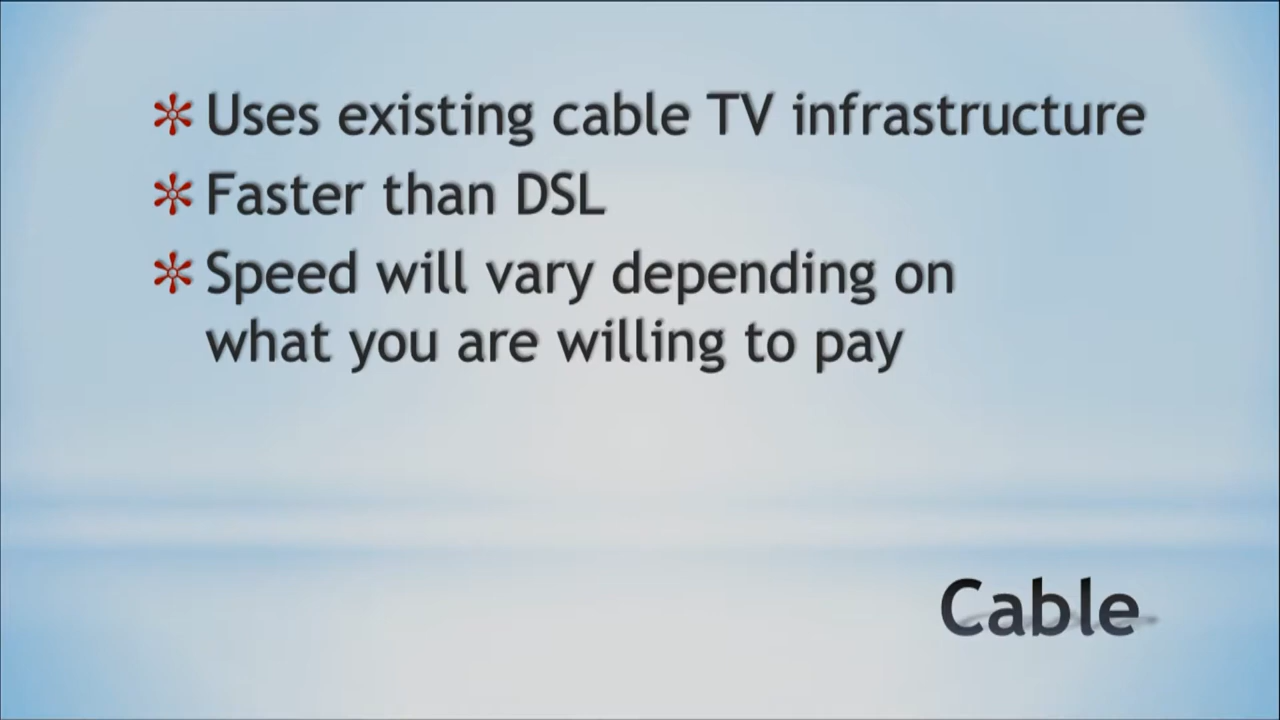 * Uses existing cable TV infrastructure
* Faster than DSL
* Speed will vary depending on
what you are willing to pay
Cable